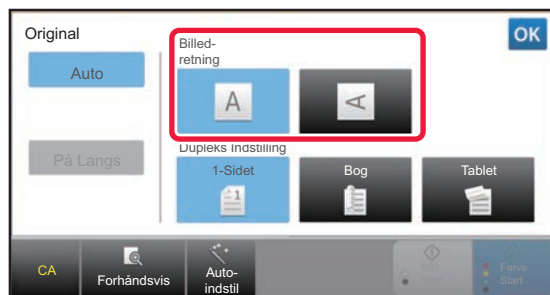 Original
OK
Billed-
retning
Auto
A
A
På Langs
Dupleks Indstilling
1-Sidet
Bog
Tablet
1
CA
Forhåndsvis
Auto-
indstil
Farve
Start